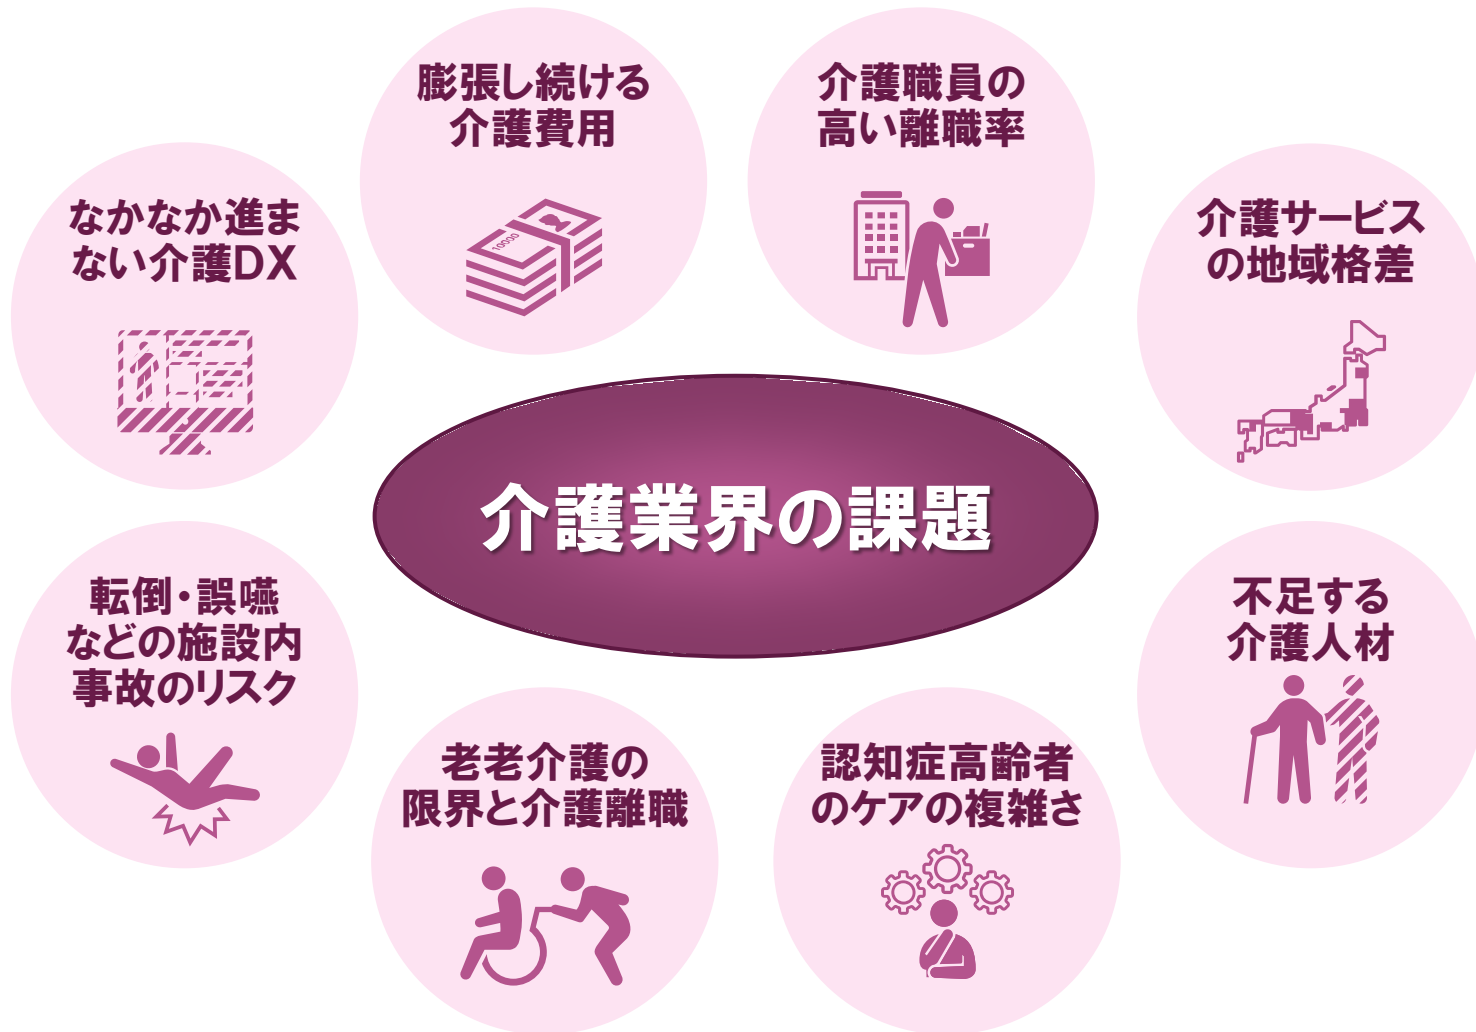 膨張し続ける
介護費用
10000
介護職員の
高い離職率
なかなか進ま
ない介護DX
介護サービス
の地域格差
介護業界の課題
転倒・誤嚥
などの施設内
事故のリスク
不足する
介護人材
老老介護の
限界と介護離職
認知症高齢者
のケアの複雑さ